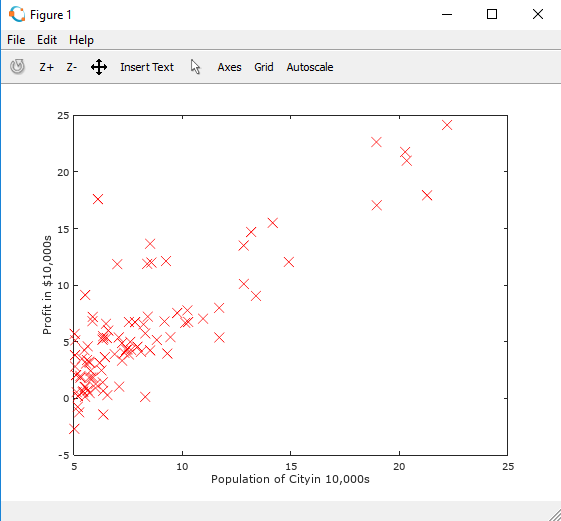 Figure 1
File Edit Help
Z+ Z- Insert Text Axes Grid Autoscale
25
20
15
10
5
0
-5
Profit in $10,000s
5 10 15 20 25
Population of Cityin 10,000s